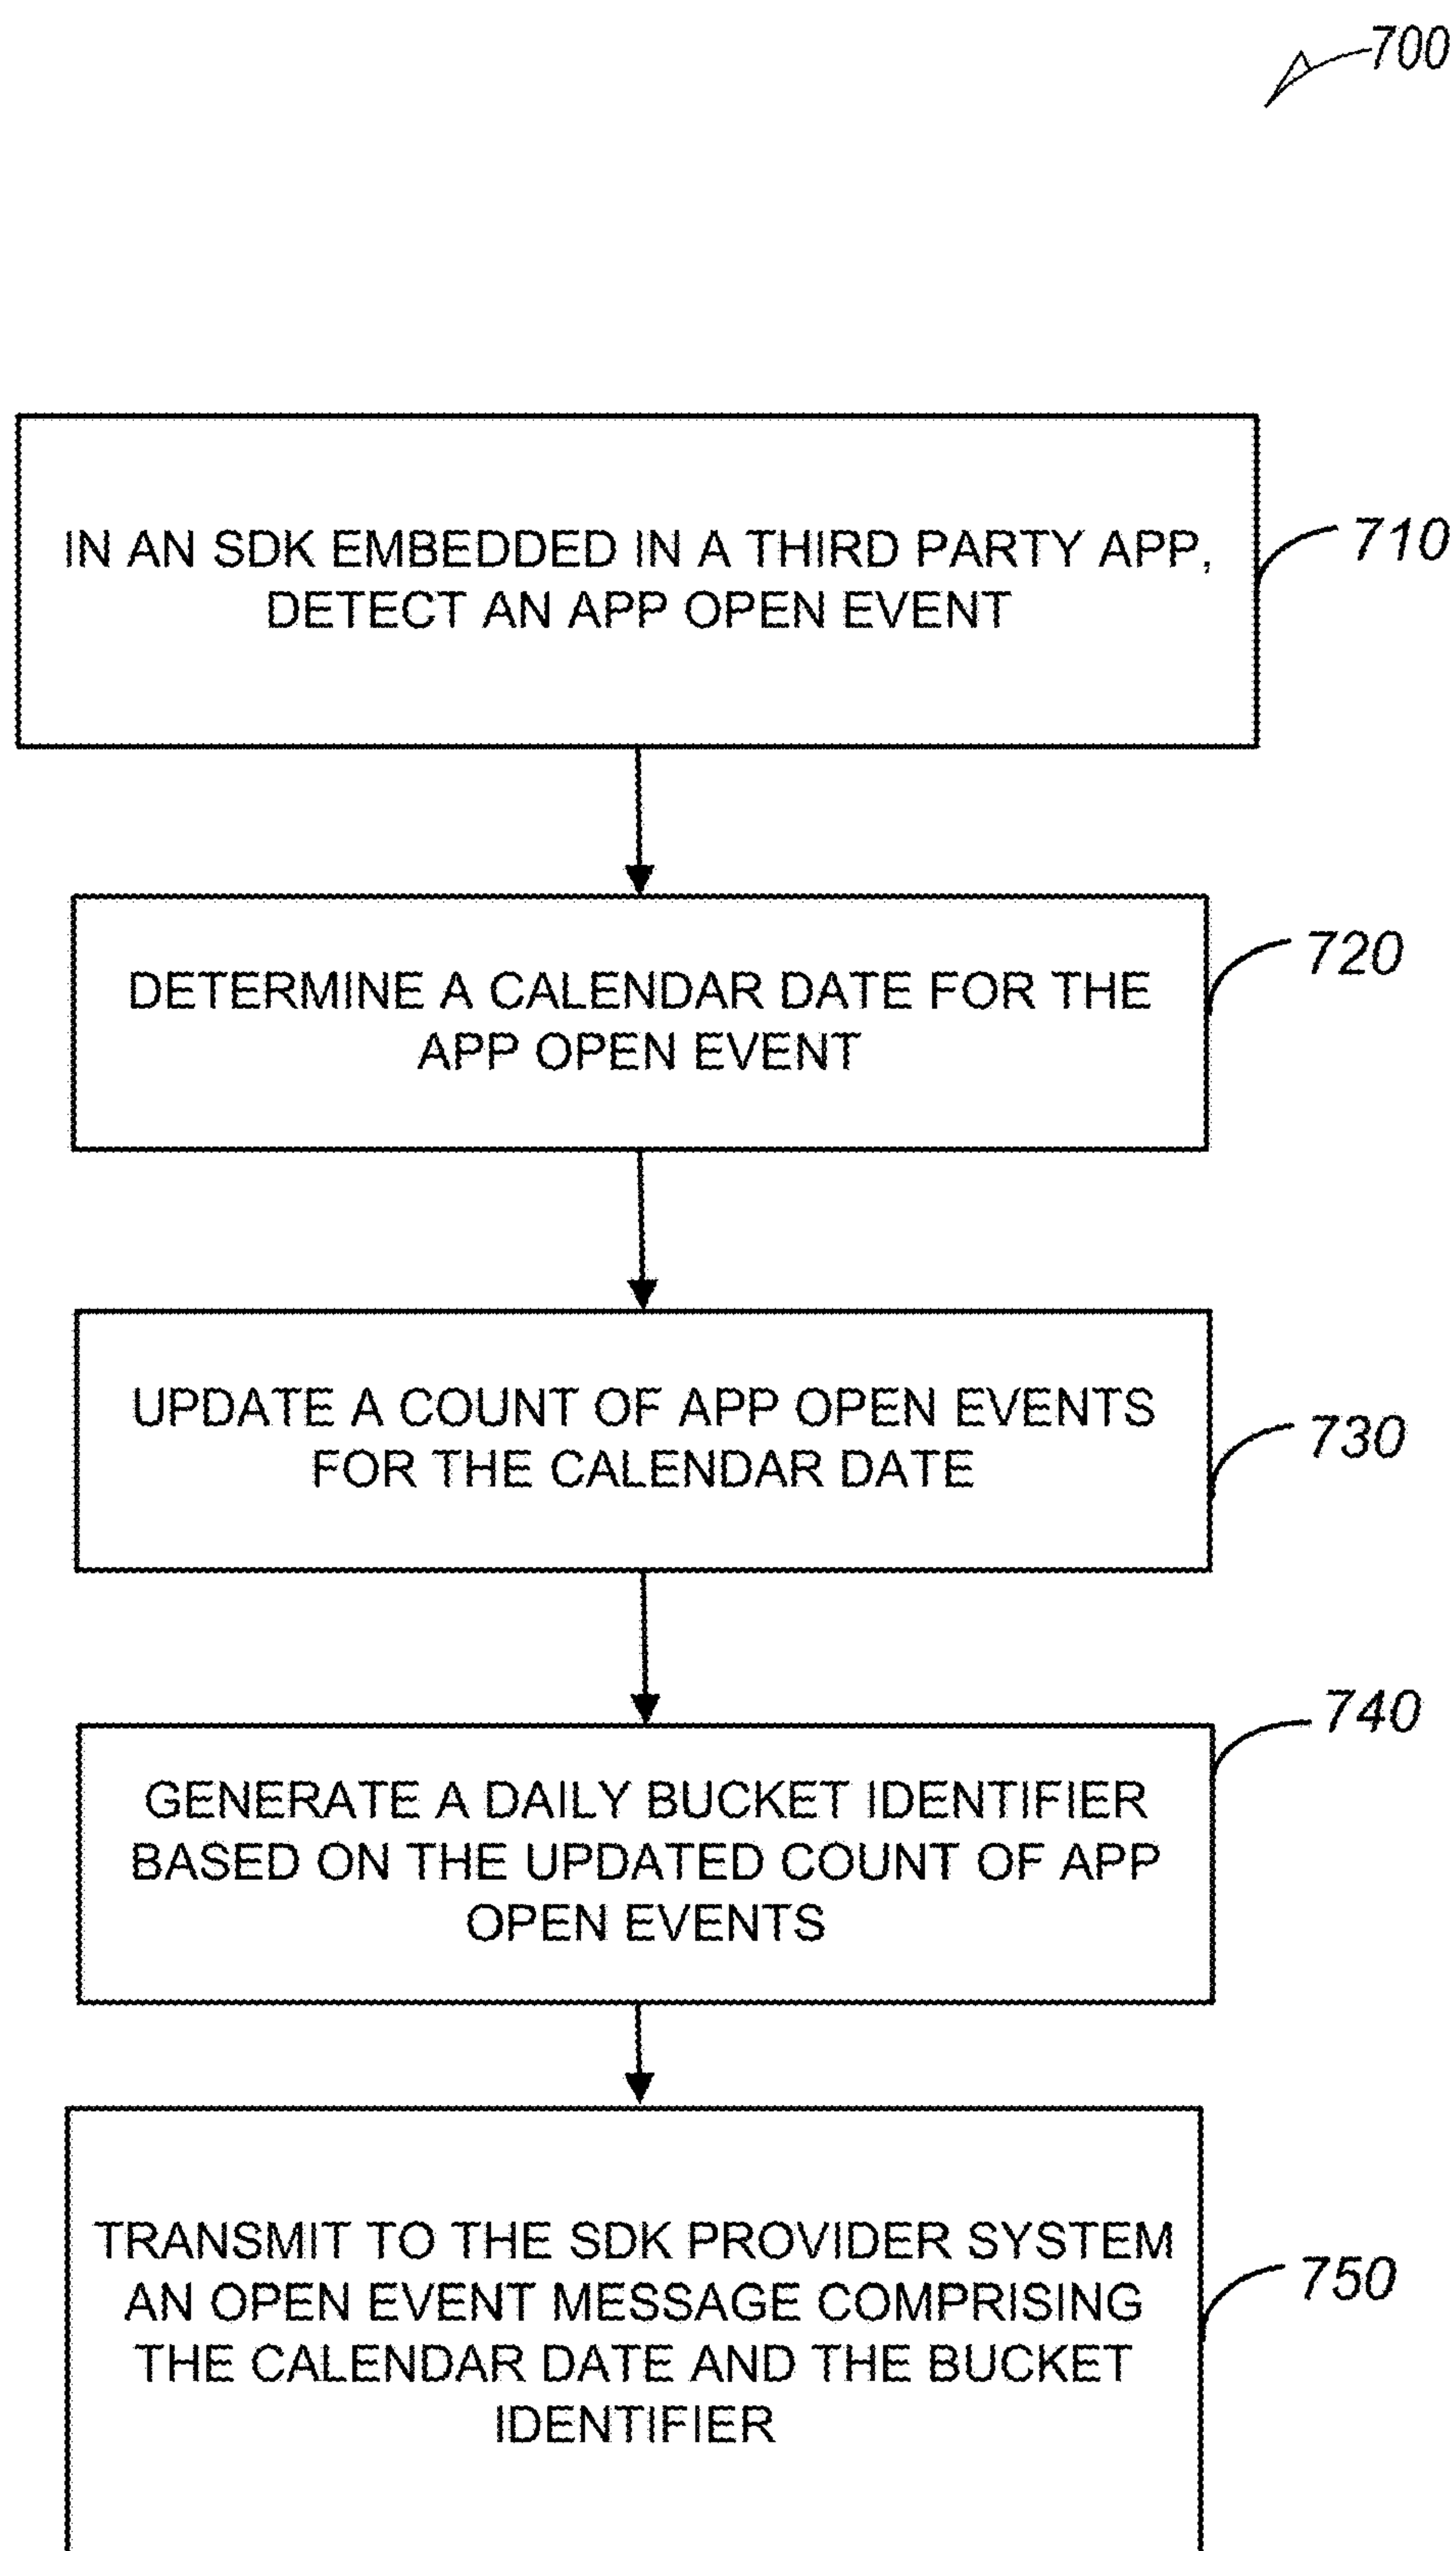 700
IN AN SDK EMBEDDED IN A THIRD PARTY APP,
DETECT AN APP OPEN EVENT
710
DETERMINE A CALENDAR DATE FOR THE
APP OPEN EVENT
720
UPDATE A COUNT OF APP OPEN EVENTS
FOR THE CALENDAR DATE
730
GENERATE A DAILY BUCKET IDENTIFIER
BASED ON THE UPDATED COUNT OF APP
OPEN EVENTS
740
TRANSMIT TO THE SDK PROVIDER SYSTEM
AN OPEN EVENT MESSAGE COMPRISING
THE CALENDAR DATE AND THE BUCKET
IDENTIFIER
750